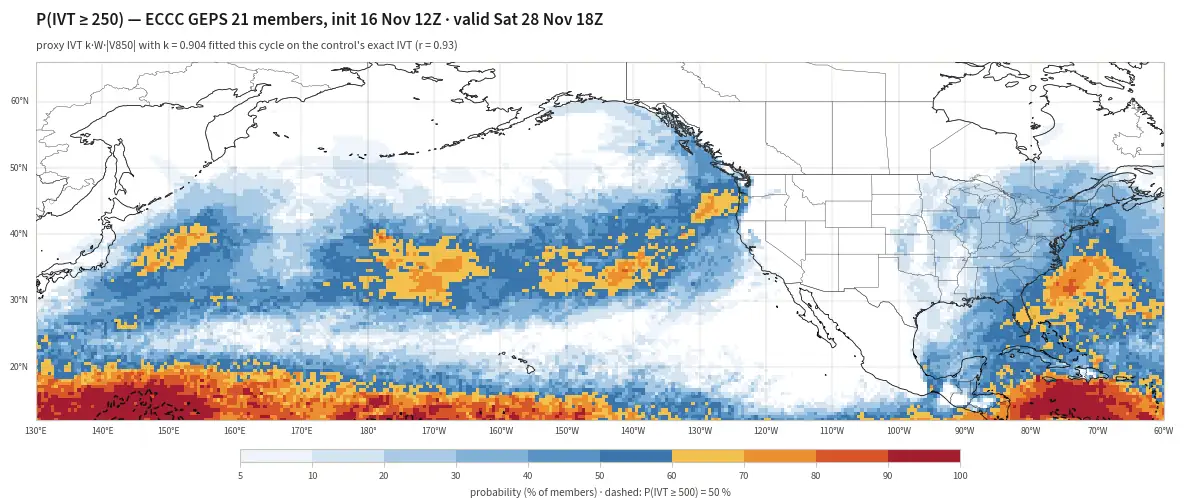 P(IVT ≥ 250) — ECCC GEPS 21 members, init 16 Nov 12Z · valid Sat 28 Nov 18Z
proxy IVT k·W·|V850| with k = 0.904 fitted this cycle on the control's exact IVT (r = 0.93)
60°N
50°N
40°N
30°N
20°N
130°E 140°E 150°E 160°E 170°E 180° 170°W 160°W 150°W 140°W 130°W 120°W 110°W 100°W 90°W 80°W 70°W 60°W
5 10 20 30 40 50 60 70 80 90 100
probability (% of members) · dashed: P(IVT ≥ 500) = 50 %